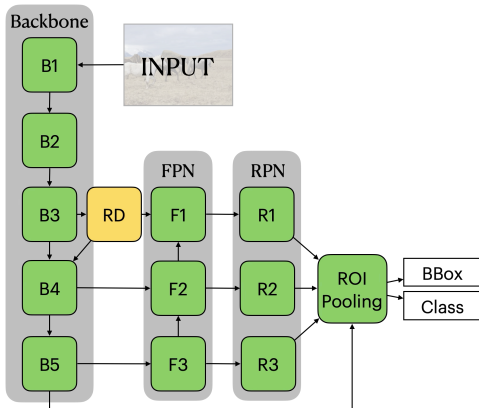 Backbone
B1
INPUT
B2
FPN
RPN
B3
RD
F1
R1
B4
F2
R2
ROI
Pooling
BBox
Class
B5
F3
R3